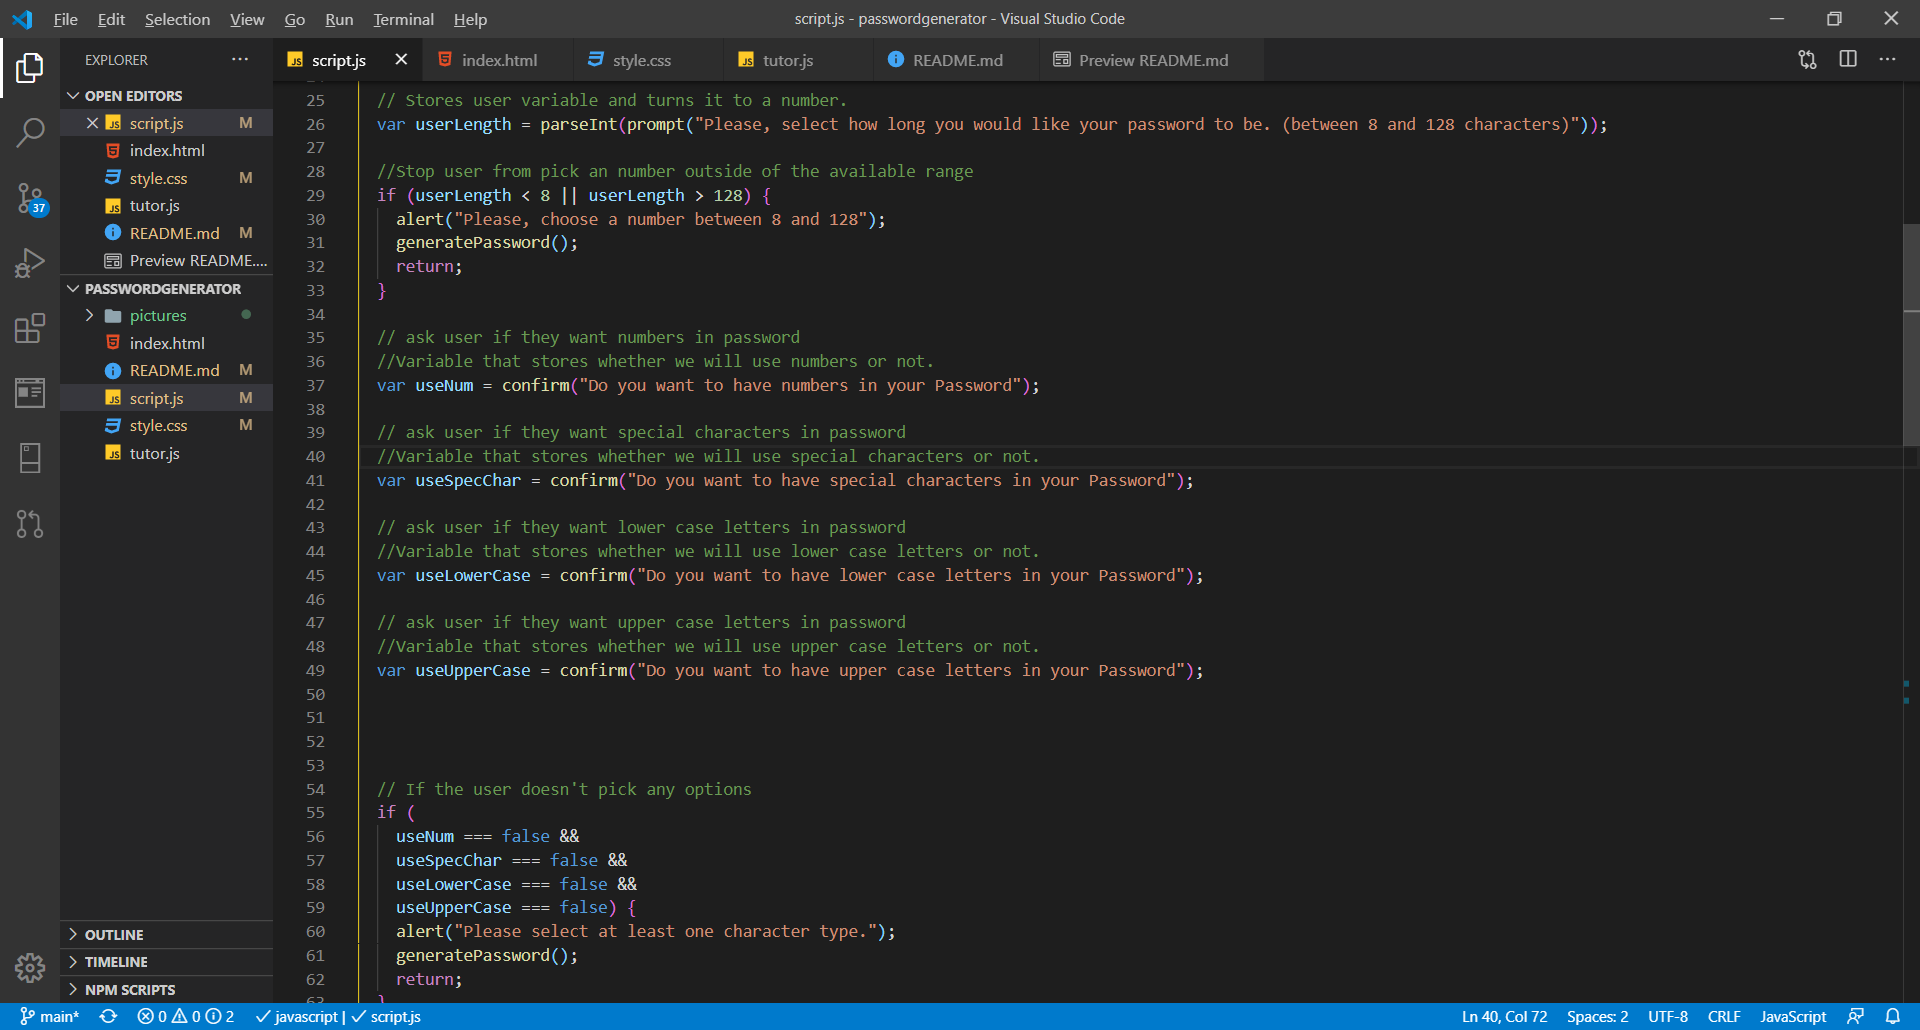 File Edit Selection View Go Run Terminal Help
script.js - passwordgenerator - Visual Studio Code
EXPLORER
script.js
index.html
style.css
tutor.js
README.md
Preview README.md
OPEN EDITORS
script.js M
index.html
style.css M
tutor.js
README.md M
Preview README....
37
PASSWORDGENERATOR
pictures
index.html
README.md M
script.js M
style.css M
tutor.js
OUTLINE
TIMELINE
NPM SCRIPTS
25 // Stores user variable and turns it to a number.
26 var userLength = parseInt(prompt("Please, select how long you would like your password to be. (between 8 and 128 characters)"));
27
28 //Stop user from pick an number outside of the available range
29 if (userLength < 8 || userLength > 128) {
30 alert("Please, choose a number between 8 and 128");
31 generatePassword();
32 return;
33 }
34
35 // ask user if they want numbers in password
36 //Variable that stores whether we will use numbers or not.
37 var useNum = confirm("Do you want to have numbers in your Password");
38
39 // ask user if they want special characters in password
40 //Variable that stores whether we will use special characters or not.
41 var useSpecChar = confirm("Do you want to have special characters in your Password");
42
43 // ask user if they want lower case letters in password
44 //Variable that stores whether we will use lower case letters or not.
45 var useLowerCase = confirm("Do you want to have lower case letters in your Password");
46
47 // ask user if they want upper case letters in password
48 //Variable that stores whether we will use upper case letters or not.
49 var useUpperCase = confirm("Do you want to have upper case letters in your Password");
50
51
52
53
54 // If the user doesn't pick any options
55 if (
56 useNum === false &&
57 useSpecChar === false &&
58 useLowerCase === false &&
59 useUpperCase === false) {
60 alert("Please select at least one character type.");
61 generatePassword();
62 return;
63 }
main* 0 0 2 javascript | script.js
Ln 40, Col 72 Spaces: 2 UTF-8 CRLF JavaScript